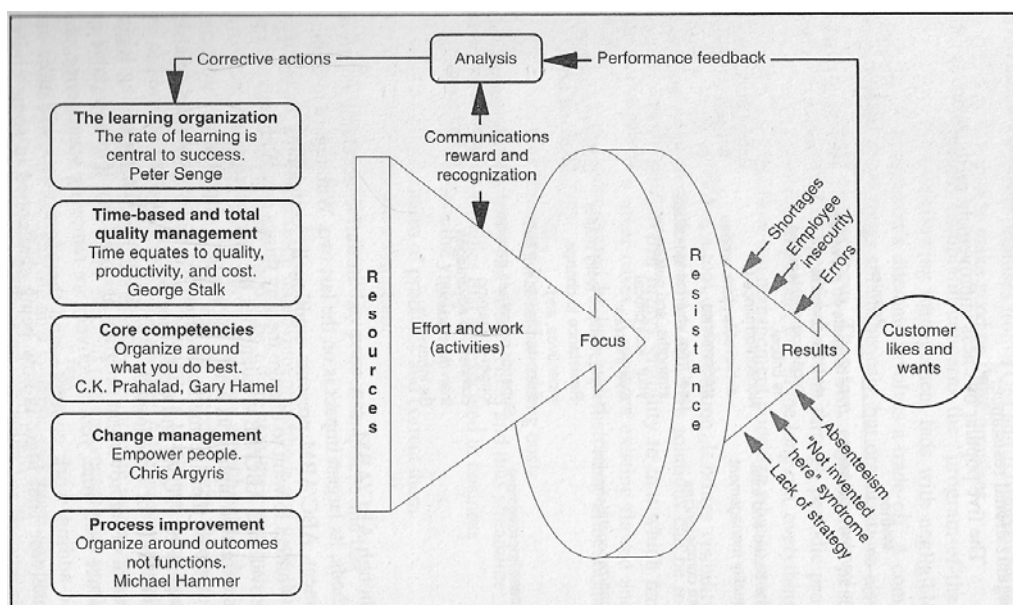 Corrective actions
Analysis
Performance feedback
The learning organization
The rate of learning is
central to success.
Peter Senge
Time-based and total
quality management
Time equates to quality,
productivity, and cost.
George Stalk
Core competencies
Organize around
what you do best.
C.K. Prahalad, Gary Hamel
Change management
Empower people.
Chris Argyris
Process improvement
Organize around outcomes
not functions.
Michael Hammer
Communications
reward and
recognization
Resources
Effort and work
(activities)
Focus
Resistance
Shortages
Employee
insecurity
Errors
Results
Absenteeism
"Not invented
here" syndrome
Lack of strategy
Customer
likes and
wants